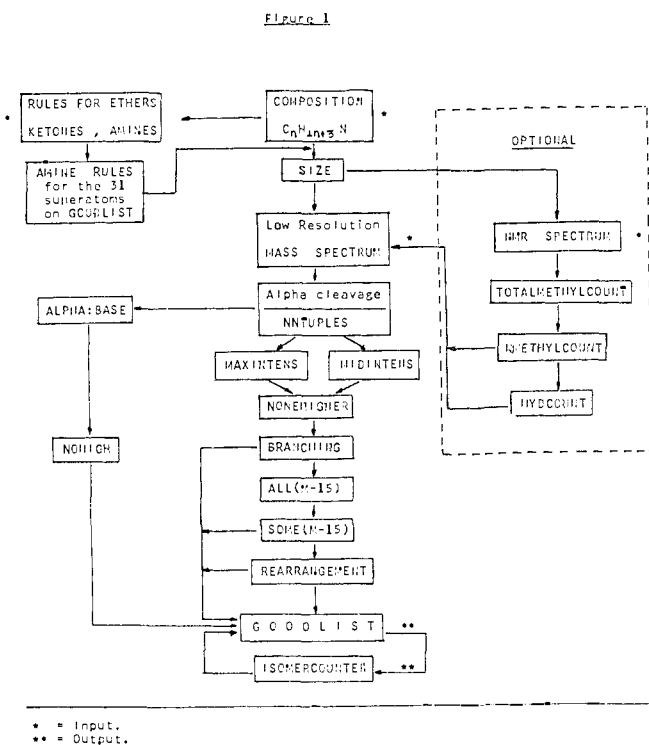 Figure 1
RULES FOR ETHERS
KETONES , AMINES
*
COMPOSITION
CnH2n+3N
*
AMINE RULES
for the 31
superatoms
on GOODLIST
SIZE
OPTIONAL
Low Resolution
MASS SPECTRUM
*
NMR SPECTRUM
*
TOTALMETHYLCOUNT
Alpha cleavage
NNTUPLES
ALPHA:BASE
MAXINTENS
MIDINTENS
NMETHYLCOUNT
NONEHIGHER
HYDCOUNT
NOHIGH
BRANCHING
ALL(M-15)
SOME(M-15)
REARRANGEMENT
G O O D L I S T
**
ISOMERCOUNTER
**
* = Input.
** = Output.